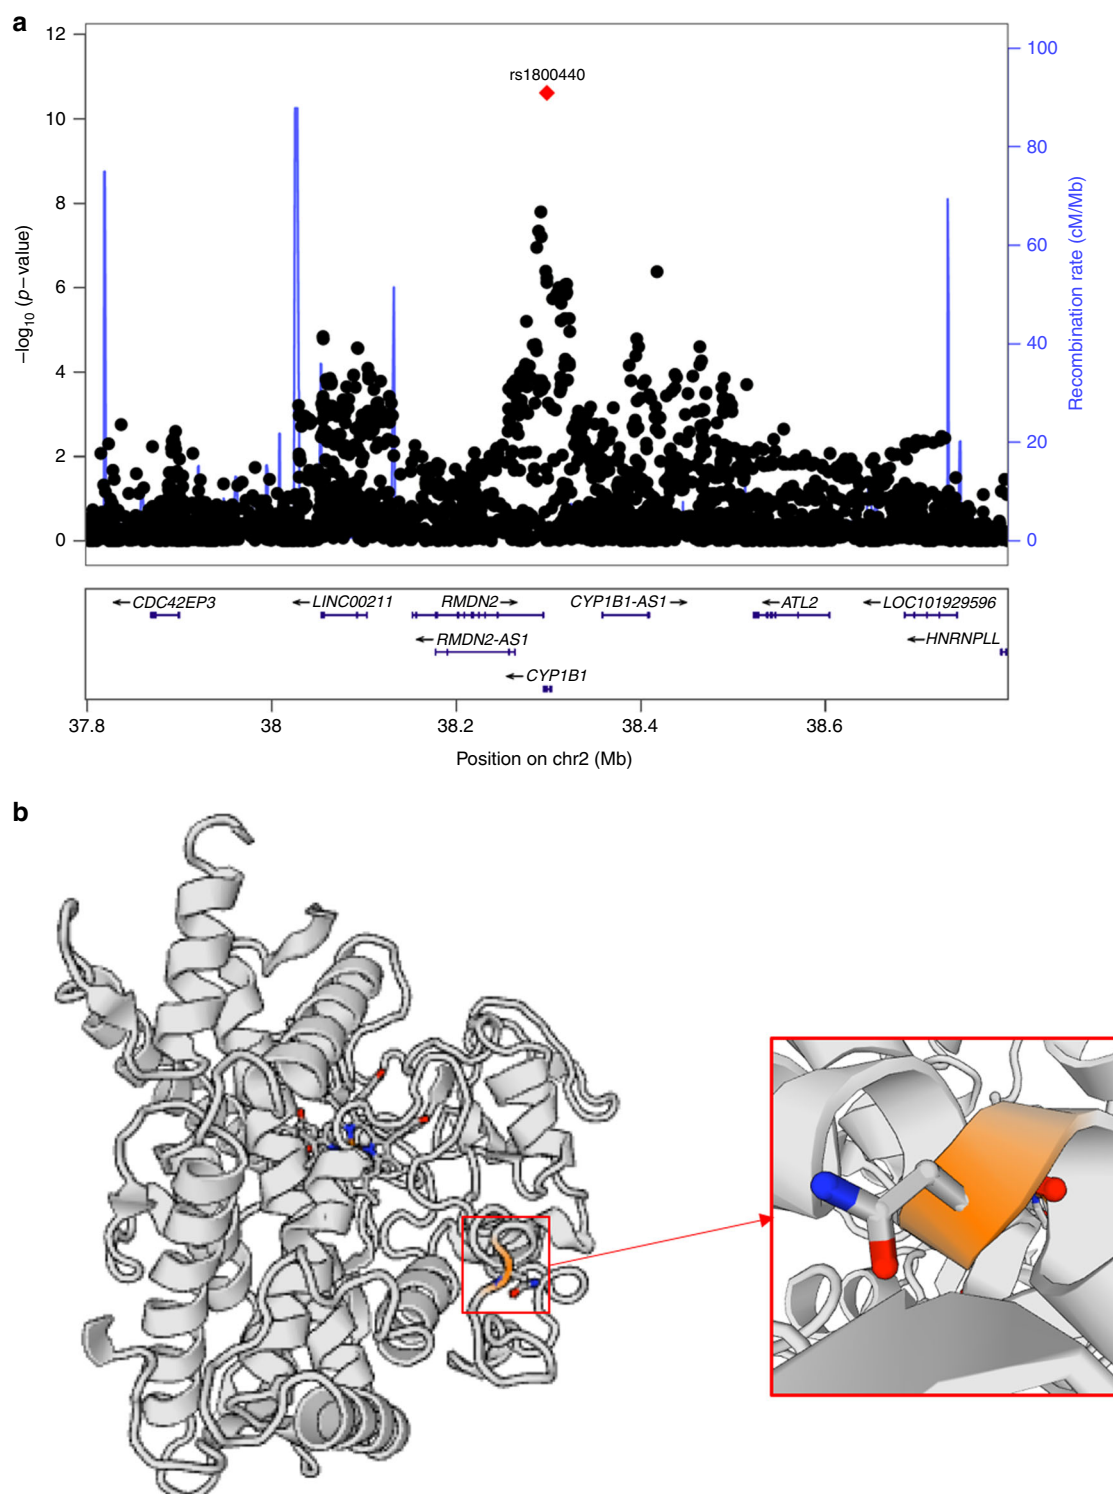 a
12
10
8
6
4
2
0
−log10 (p−value)
rs1800440
100
80
60
40
20
0
Recombination rate (cM/Mb)
←CDC42EP3
←LINC00211
RMDN2→
CYP1B1-AS1→
←ATL2
←LOC101929596
←RMDN2-AS1
←HNRNPLL
←CYP1B1
37.8
38
38.2
38.4
38.6
Position on chr2 (Mb)
b